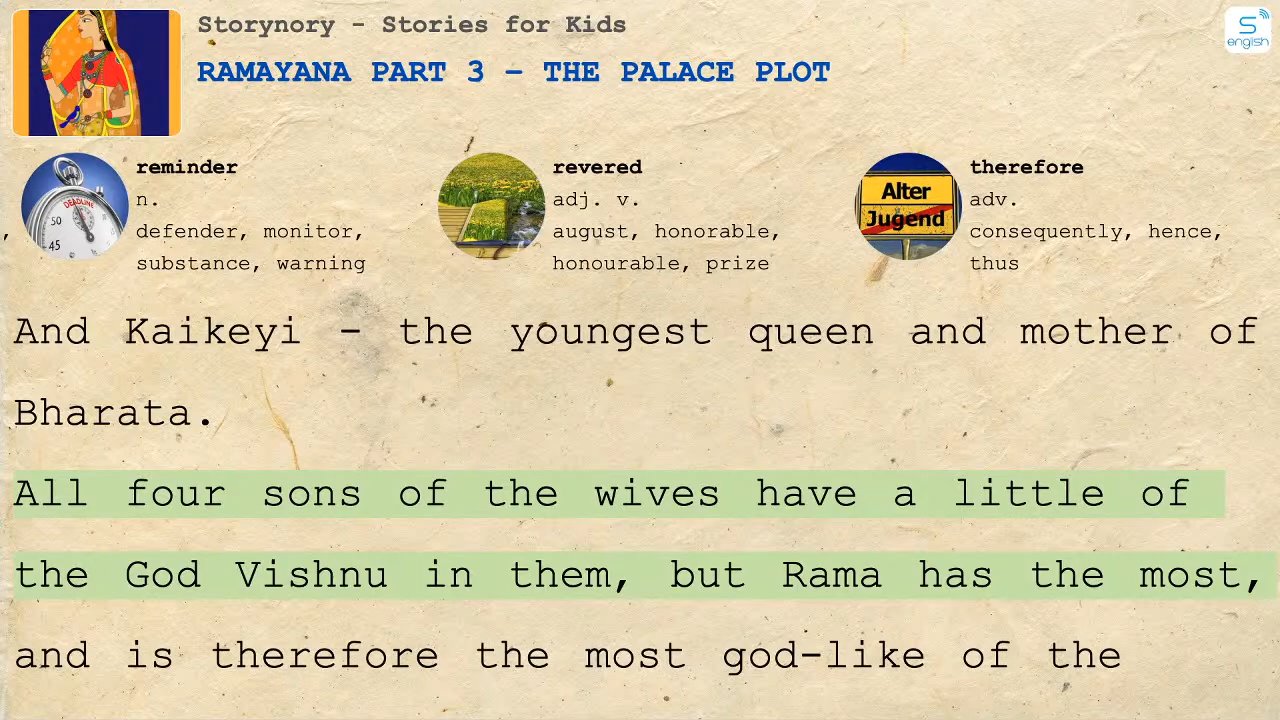 Storynory - Stories for Kids
RAMAYANA PART 3 – THE PALACE PLOT
S
english
reminder
n.
defender, monitor,
substance, warning
revered
adj. v.
august, honorable,
honourable, prize
therefore
adv.
consequently, hence,
thus
DEADLINE
50
45
Alter
Jugend
,
And Kaikeyi - the youngest queen and mother of
Bharata.
All four sons of the wives have a little of
the God Vishnu in them, but Rama has the most,
and is therefore the most god-like of the